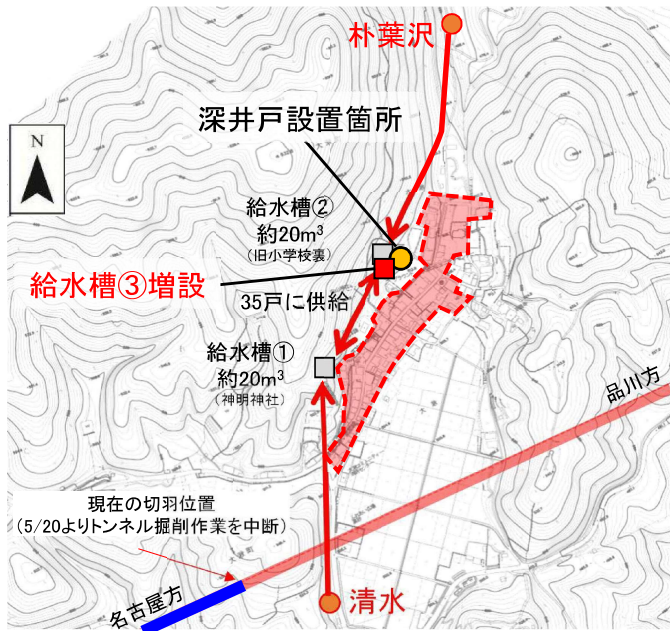 朴葉沢
深井戸設置箇所
N
給水槽②
約20m³
(旧小学校裏)
給水槽③増設
35戸に供給
給水槽①
約20m³
(神明神社)
品川方
現在の切羽位置
(5/20よりトンネル掘削作業を中断)
名古屋方
清水